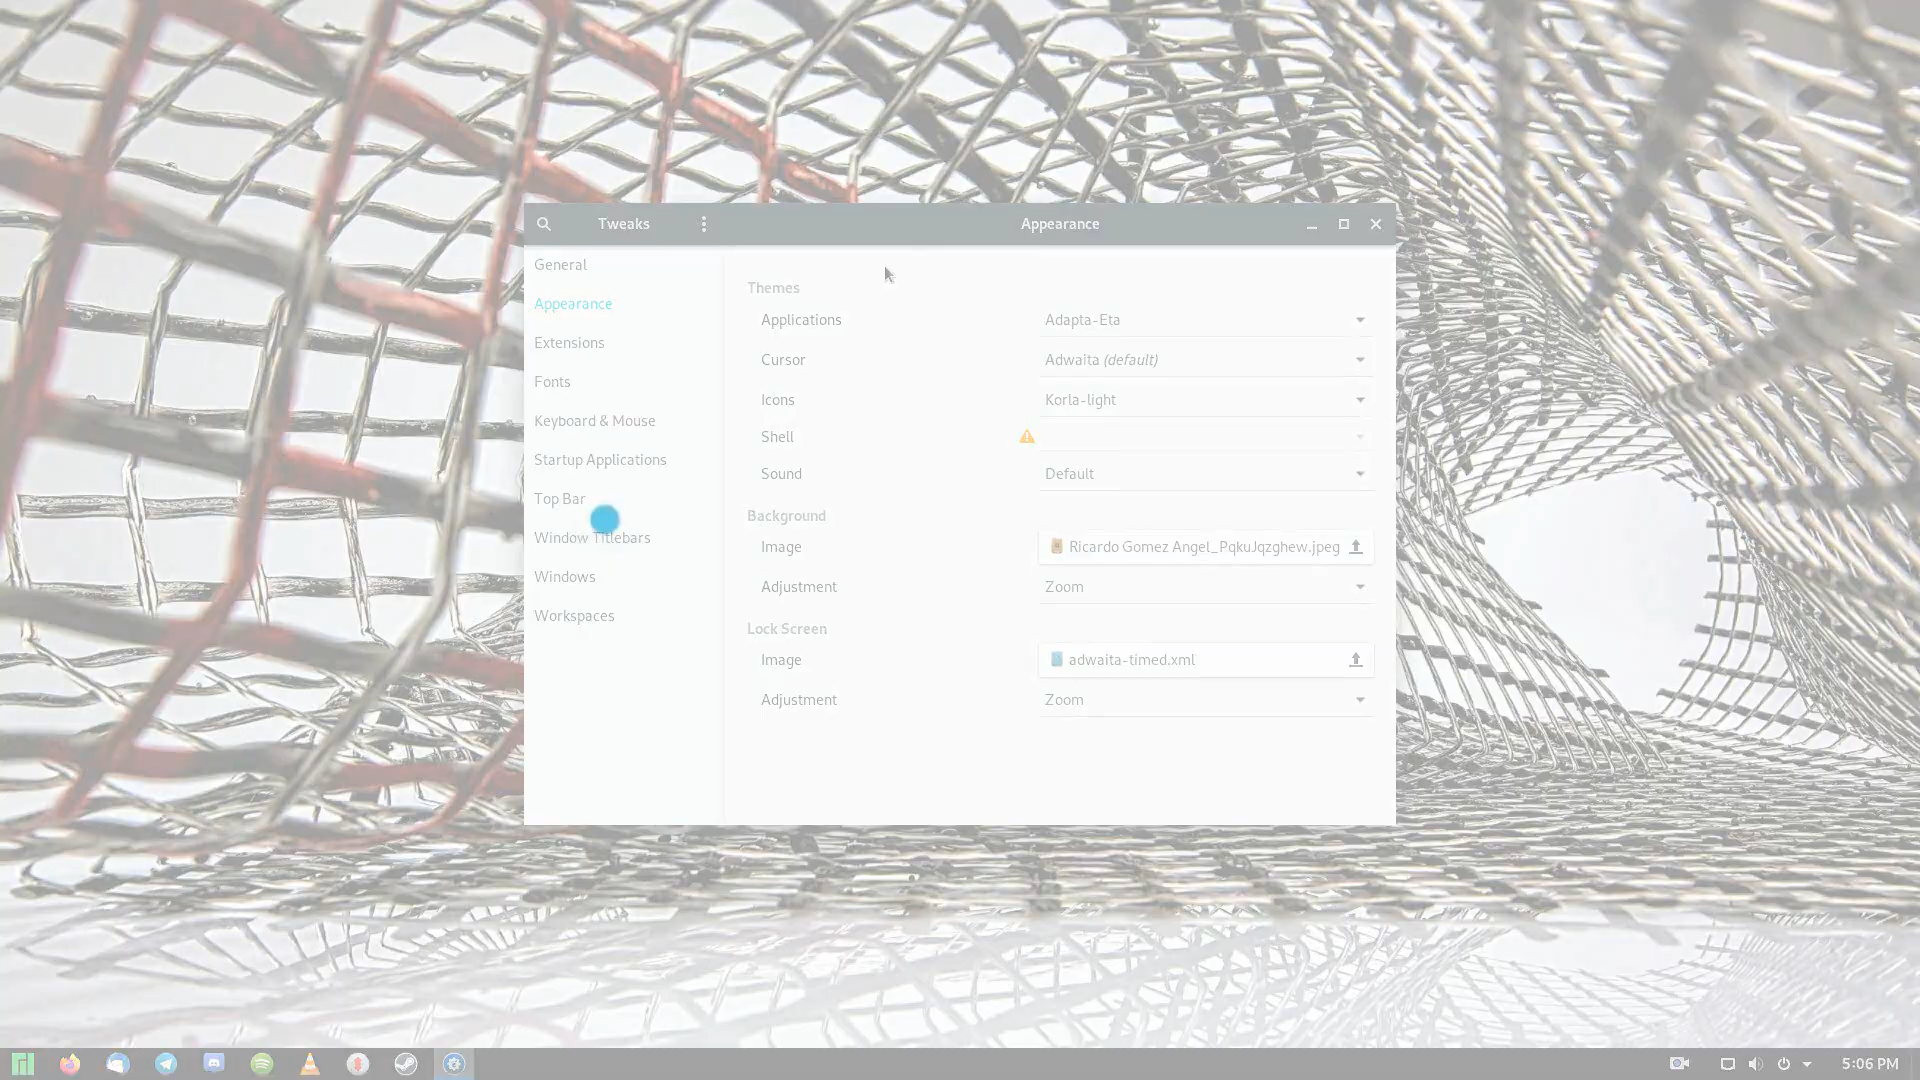 Tweaks
Appearance
General
Appearance
Extensions
Fonts
Keyboard & Mouse
Startup Applications
Top Bar
Window Titlebars
Windows
Workspaces
Themes
Applications
Adapta-Eta
Cursor
Adwaita (default)
Icons
Korla-light
Shell
Sound
Default
Background
Image
Ricardo Gomez Angel_PqkuJqzghew.jpeg
Adjustment
Zoom
Lock Screen
Image
adwaita-timed.xml
Adjustment
Zoom
5:06 PM